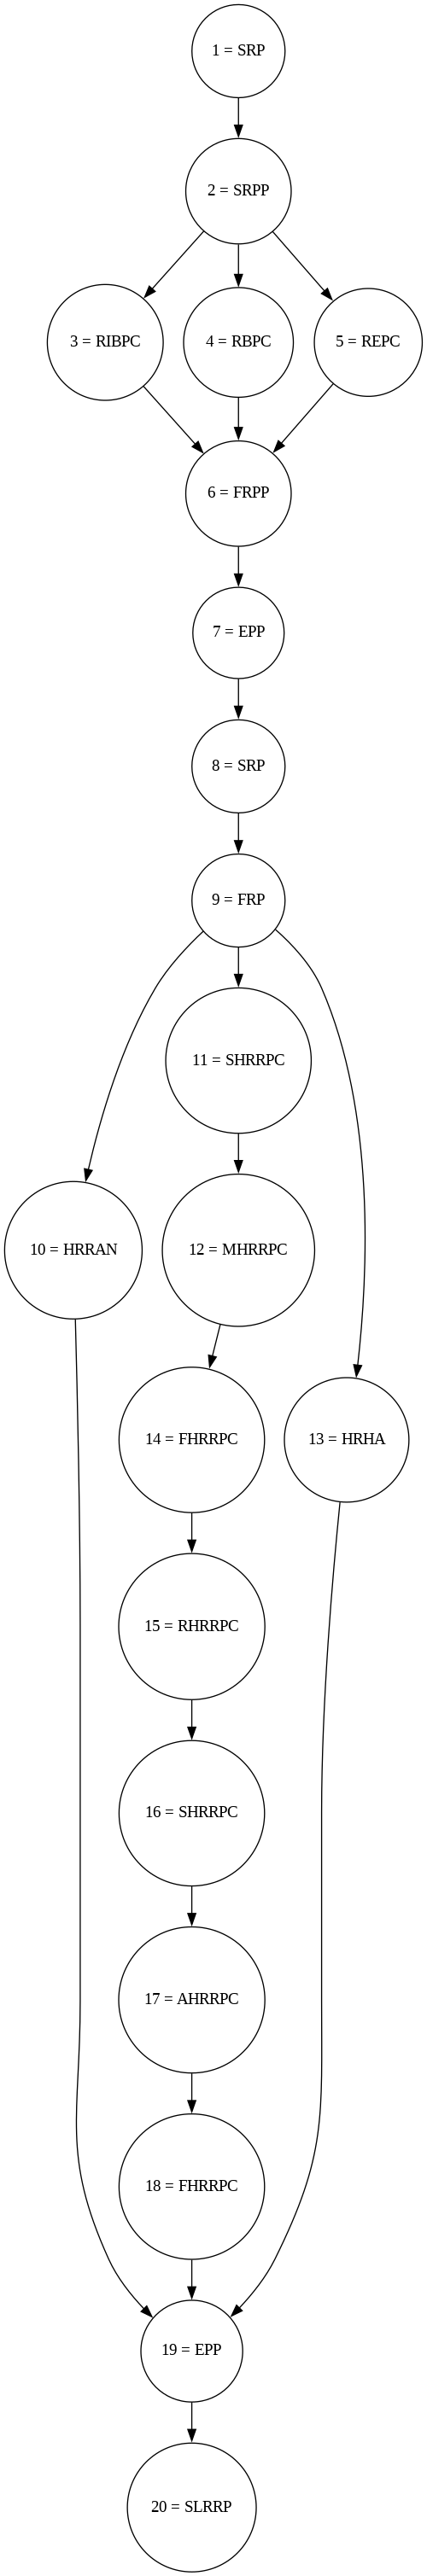 1 = SRP
2 = SRPP
3 = RIBPC
4 = RBPC
5 = REPC
6 = FRPP
7 = EPP
8 = SRP
9 = FRP
11 = SHRRPC
10 = HRRAN
12 = MHRRPC
14 = FHRRPC
13 = HRHA
15 = RHRRPC
16 = SHRRPC
17 = AHRRPC
18 = FHRRPC
19 = EPP
20 = SLRRP